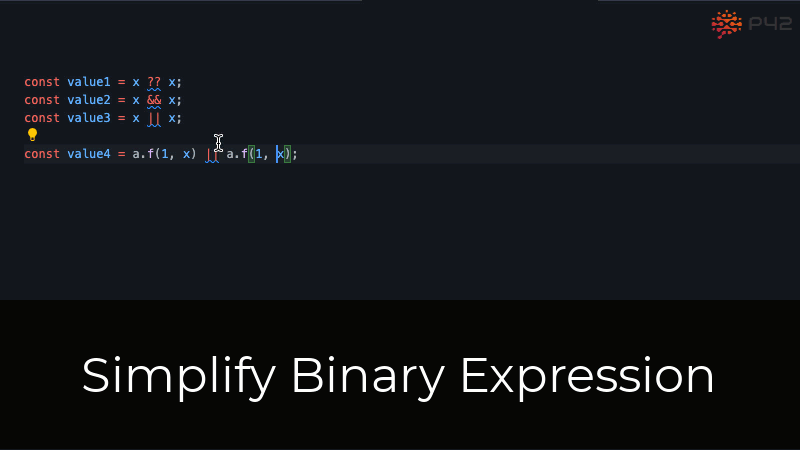 P42
const value1 = x ?? x;
const value2 = x && x;
const value3 = x || x;
const value4 = a.f(1, x) || a.f(1, x);
Simplify Binary Expression